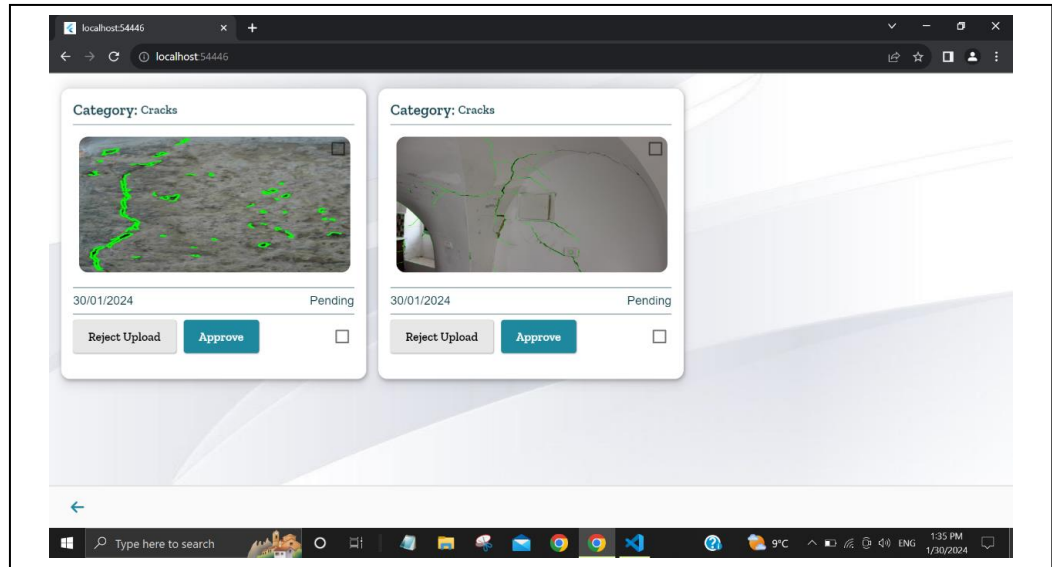 localhost:54446
localhost:54446
Category: Cracks
30/01/2024 Pending
Reject Upload Approve
Category: Cracks
30/01/2024 Pending
Reject Upload Approve
Type here to search
9°C
ENG
1:35 PM
1/30/2024